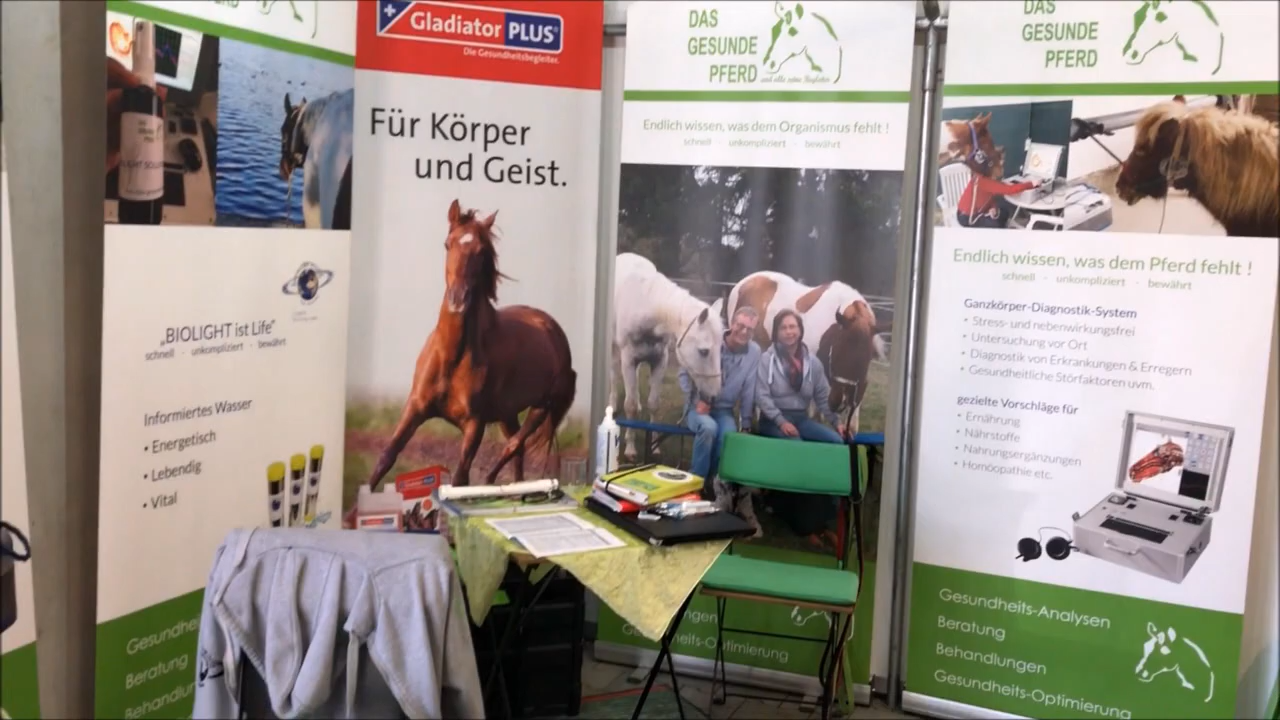 „BIOLIGHT ist Life"
schnell - unkompliziert - bewährt
Informiertes Wasser
• Energetisch
• Lebendig
• Vital
Gesundhe
Beratung
Behandlun
Gladiator PLUS
Die Gesundheitsbegleiter.
Für Körper
und Geist.
DAS
GESUNDE
PFERD
Endlich wissen, was dem Organismus fehlt !
schnell - unkompliziert - bewährt
Gesundheits-Optimierung
DAS
GESUNDE
PFERD
Endlich wissen, was dem Pferd fehlt !
schnell - unkompliziert - bewährt
Ganzkörper-Diagnostik-System
• Stress- und nebenwirkungsfrei
• Untersuchung vor Ort
• Diagnostik von Erkrankungen & Erregern
• Gesundheitliche Störfaktoren uvm.
gezielte Vorschläge für
• Ernährung
• Nährstoffe
• Nahrungsergänzungen
• Homöopathie etc.
Gesundheits-Analysen
Beratung
Behandlungen
Gesundheits-Optimierung